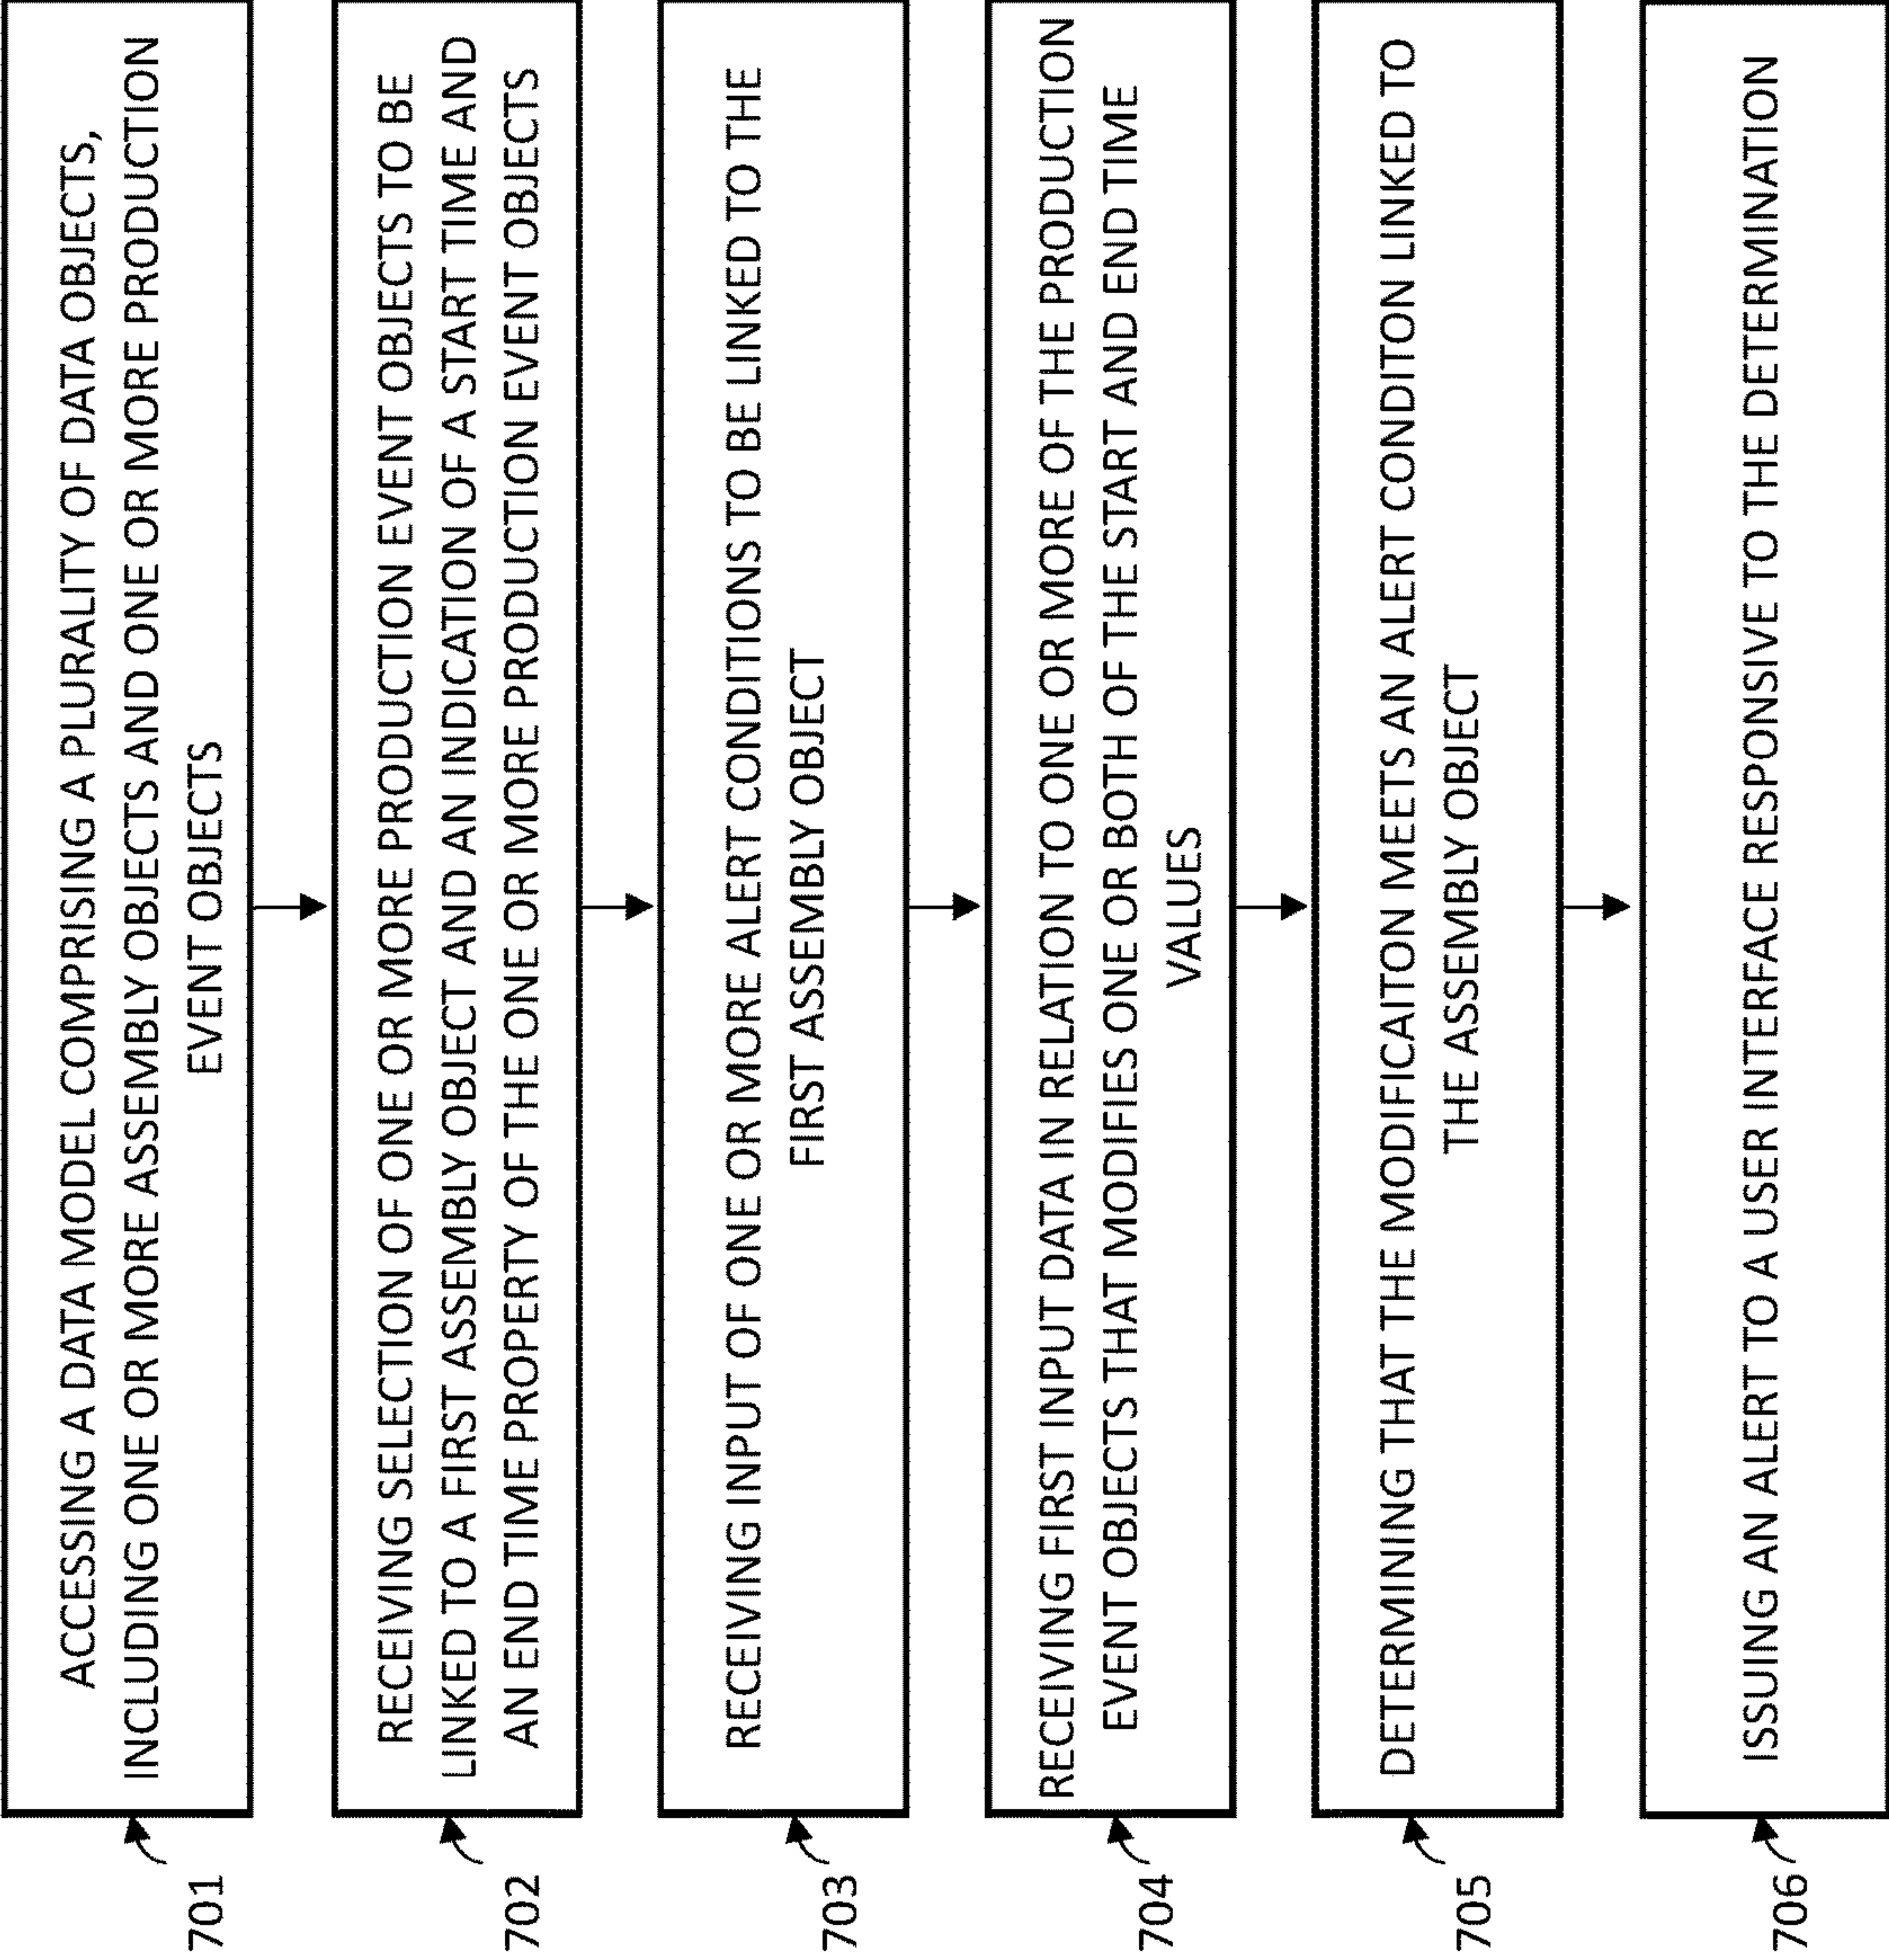 701
ACCESSING A DATA MODEL COMPRISING A PLURALITY OF DATA OBJECTS,
INCLUDING ONE OR MORE ASSEMBLY OBJECTS AND ONE OR MORE PRODUCTION
EVENT OBJECTS
702
RECEIVING SELECTION OF ONE OR MORE PRODUCTION EVENT OBJECTS TO BE
LINKED TO A FIRST ASSEMBLY OBJECT AND AN INDICATION OF A START TIME AND
AN END TIME PROPERTY OF THE ONE OR MORE PRODUCTION EVENT OBJECTS
703
RECEIVING INPUT OF ONE OR MORE ALERT CONDITIONS TO BE LINKED TO THE
FIRST ASSEMBLY OBJECT
704
RECEIVING FIRST INPUT DATA IN RELATION TO ONE OR MORE OF THE PRODUCTION
EVENT OBJECTS THAT MODIFIES ONE OR BOTH OF THE START AND END TIME
VALUES
705
DETERMINING THAT THE MODIFICAITON MEETS AN ALERT CONDITON LINKED TO
THE ASSEMBLY OBJECT
706
ISSUING AN ALERT TO A USER INTERFACE RESPONSIVE TO THE DETERMINATION